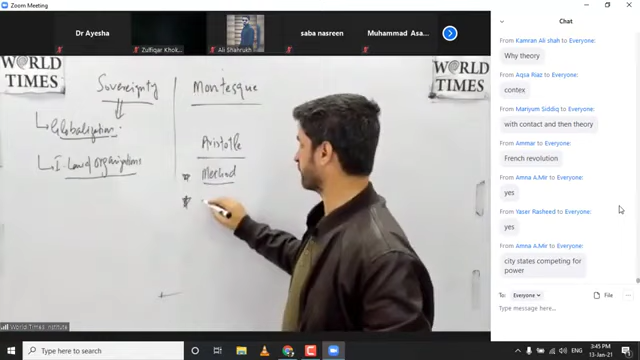 Zoom Meeting
Dr Ayesha
Zulfiqar Khok...
Ali Shahrukh
saba nasreen
Muhammad Asa...
WORLD
TIMES
WORLD
TIMES
Sovereignty
Globalization
I-Law & organizations
Montesque
Aristotle
Method
World Times Institute
Chat
From Kamran Ali shah to Everyone:
Why theory
From Aqsa Riaz to Everyone:
contex
From Mariyum Siddiq to Everyone:
with contact and then theory
From Ammar to Everyone:
French revolution
From Amna A.Mir to Everyone:
yes
From Yaser Rasheed to Everyone:
yes
From Amna A.Mir to Everyone:
city states competing for
power
To: Everyone
File
Type message here...
Type here to search
3:45 PM
13-Jan-21